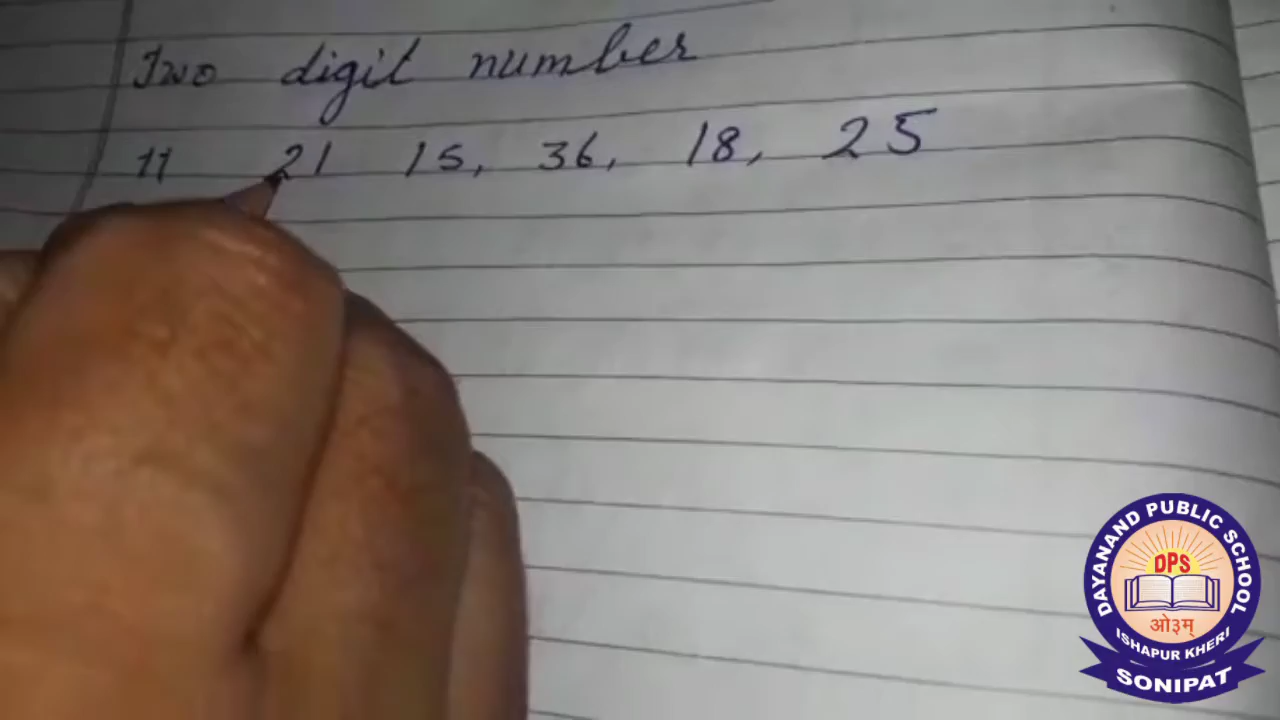 Two digit number
11 21 15, 36, 18, 25
DAYANAND PUBLIC SCHOOL
DPS
ओ३म्
ISHAPUR KHERI
SONIPAT